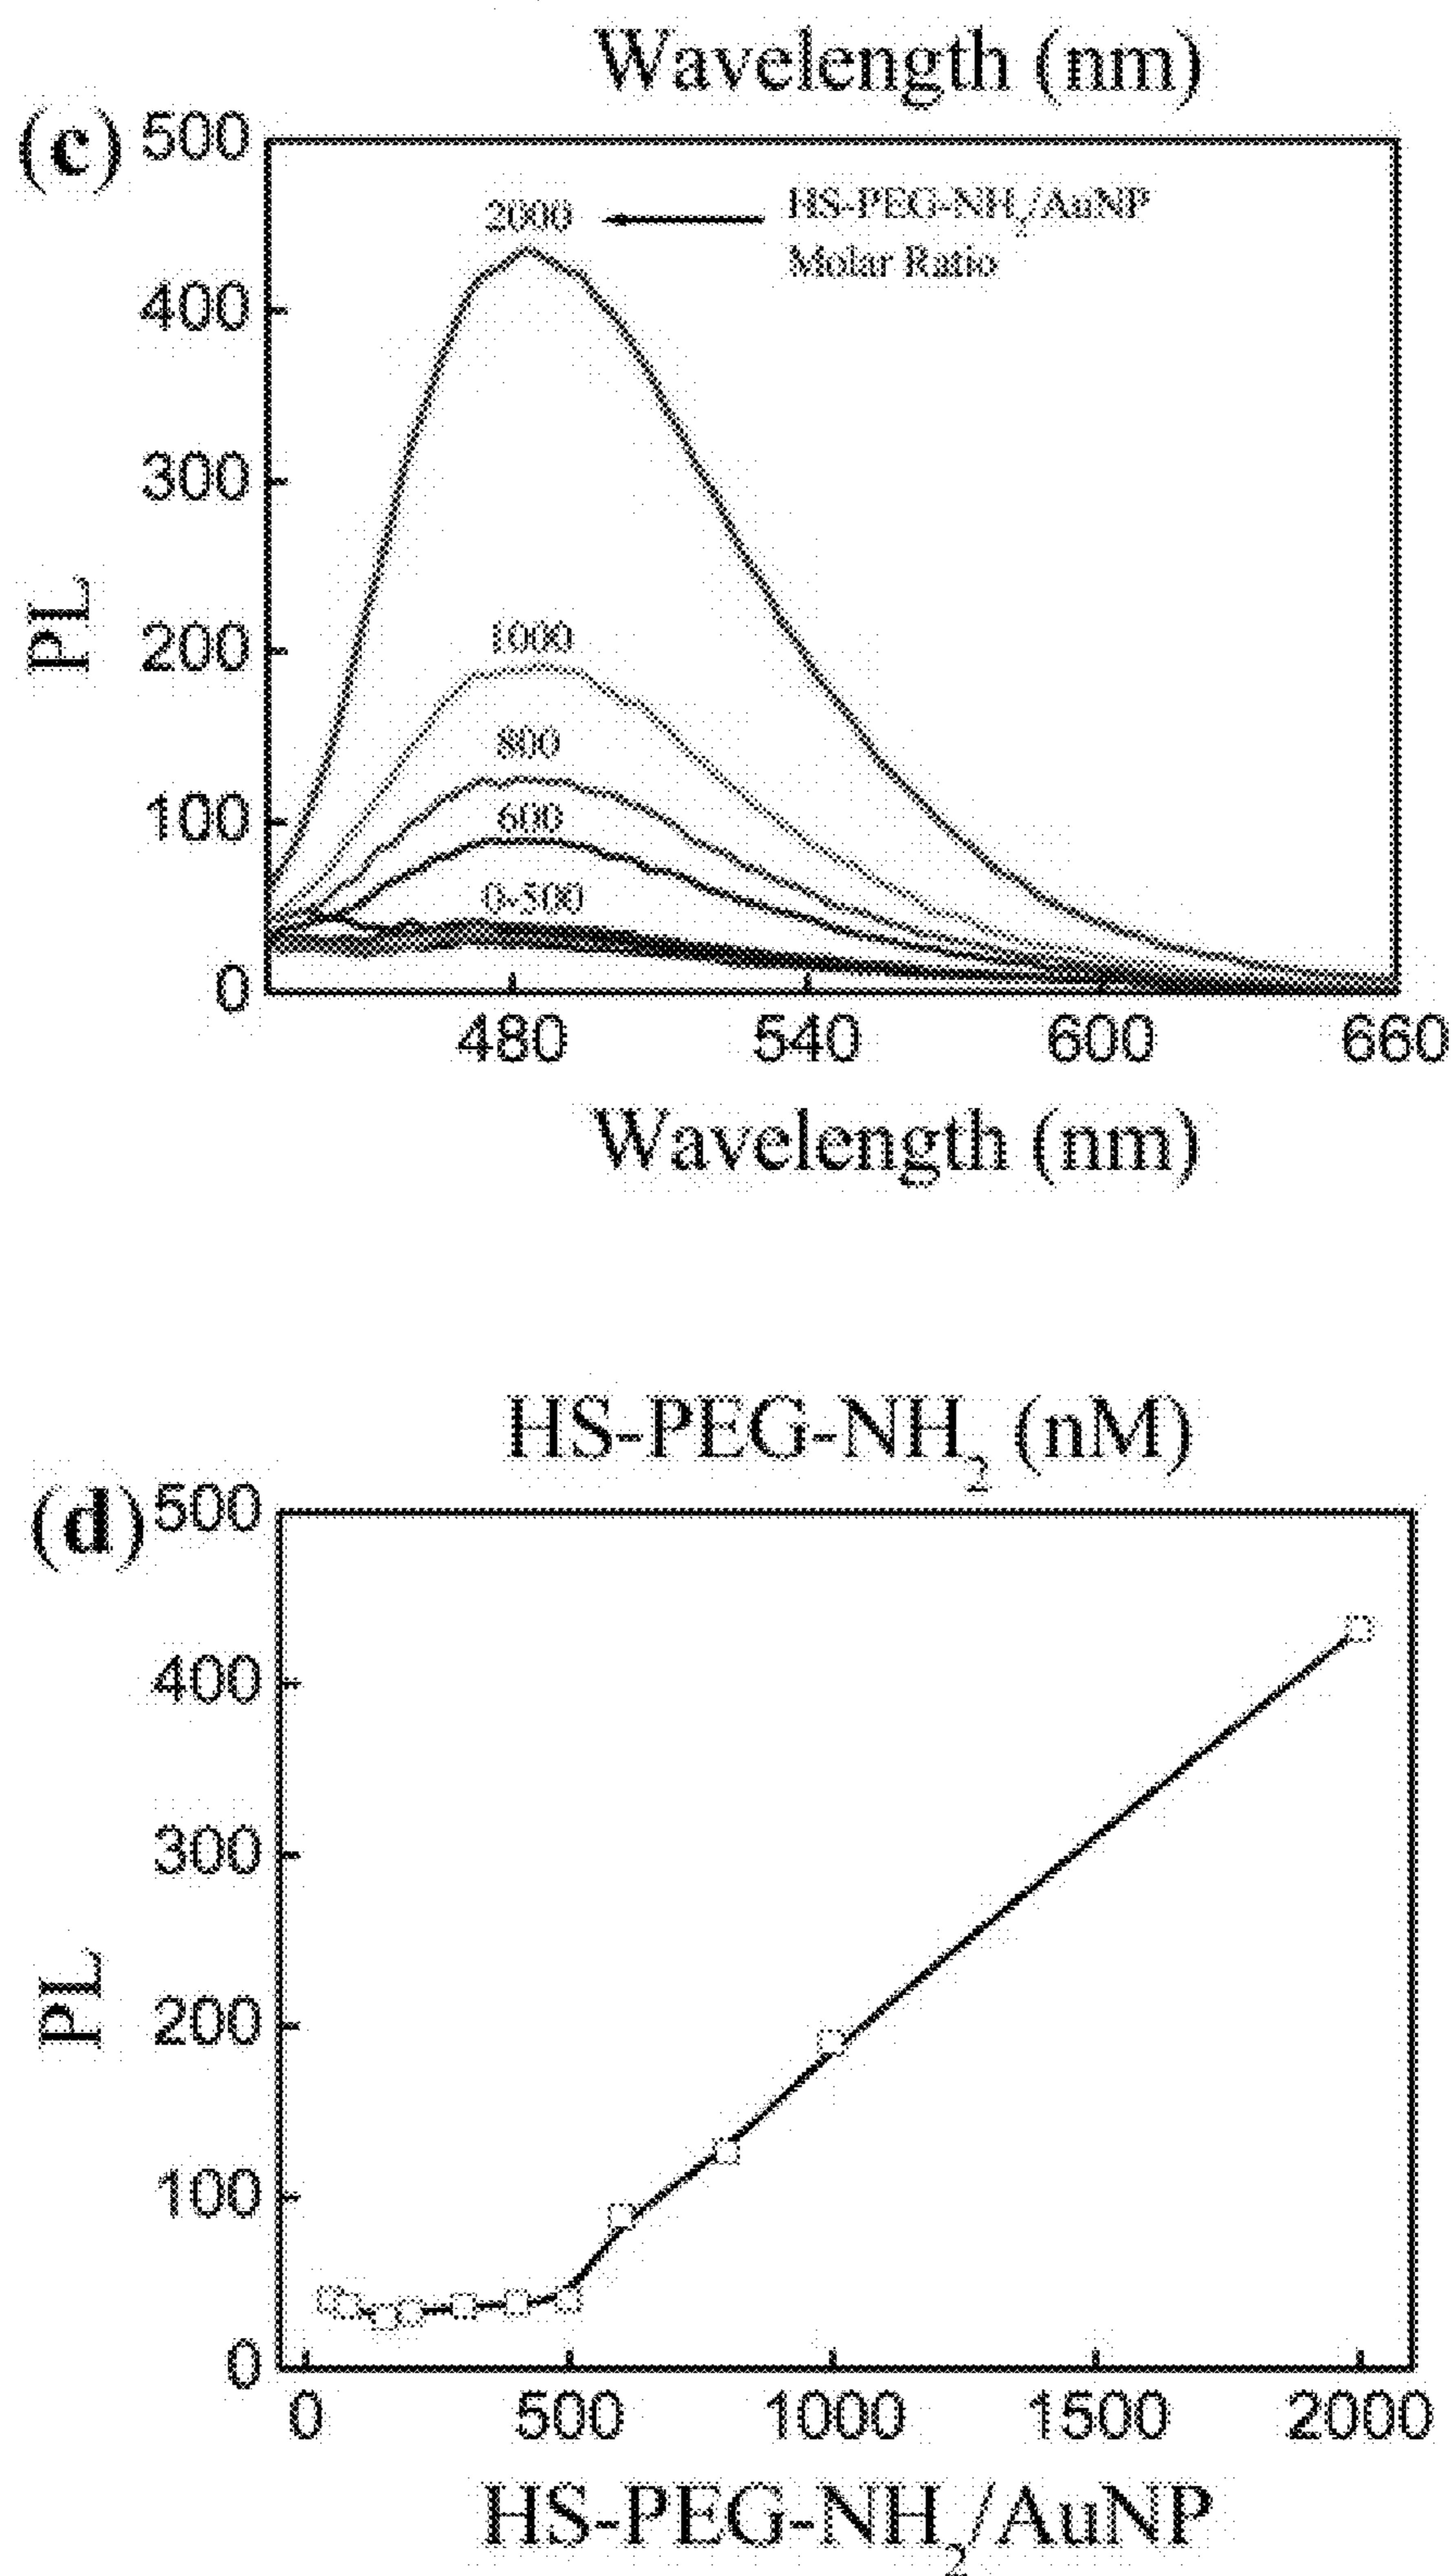 Wavelength (nm)
(c)
500
400
300
200
100
0
PL
2000
HS-PEG-NH2/AuNP
Molar Ratio
1000
800
600
0-500
480 540 600 660
Wavelength (nm)
HS-PEG-NH2 (nM)
(d)
500
400
300
200
100
0
PL
0 500 1000 1500 2000
HS-PEG-NH2/AuNP